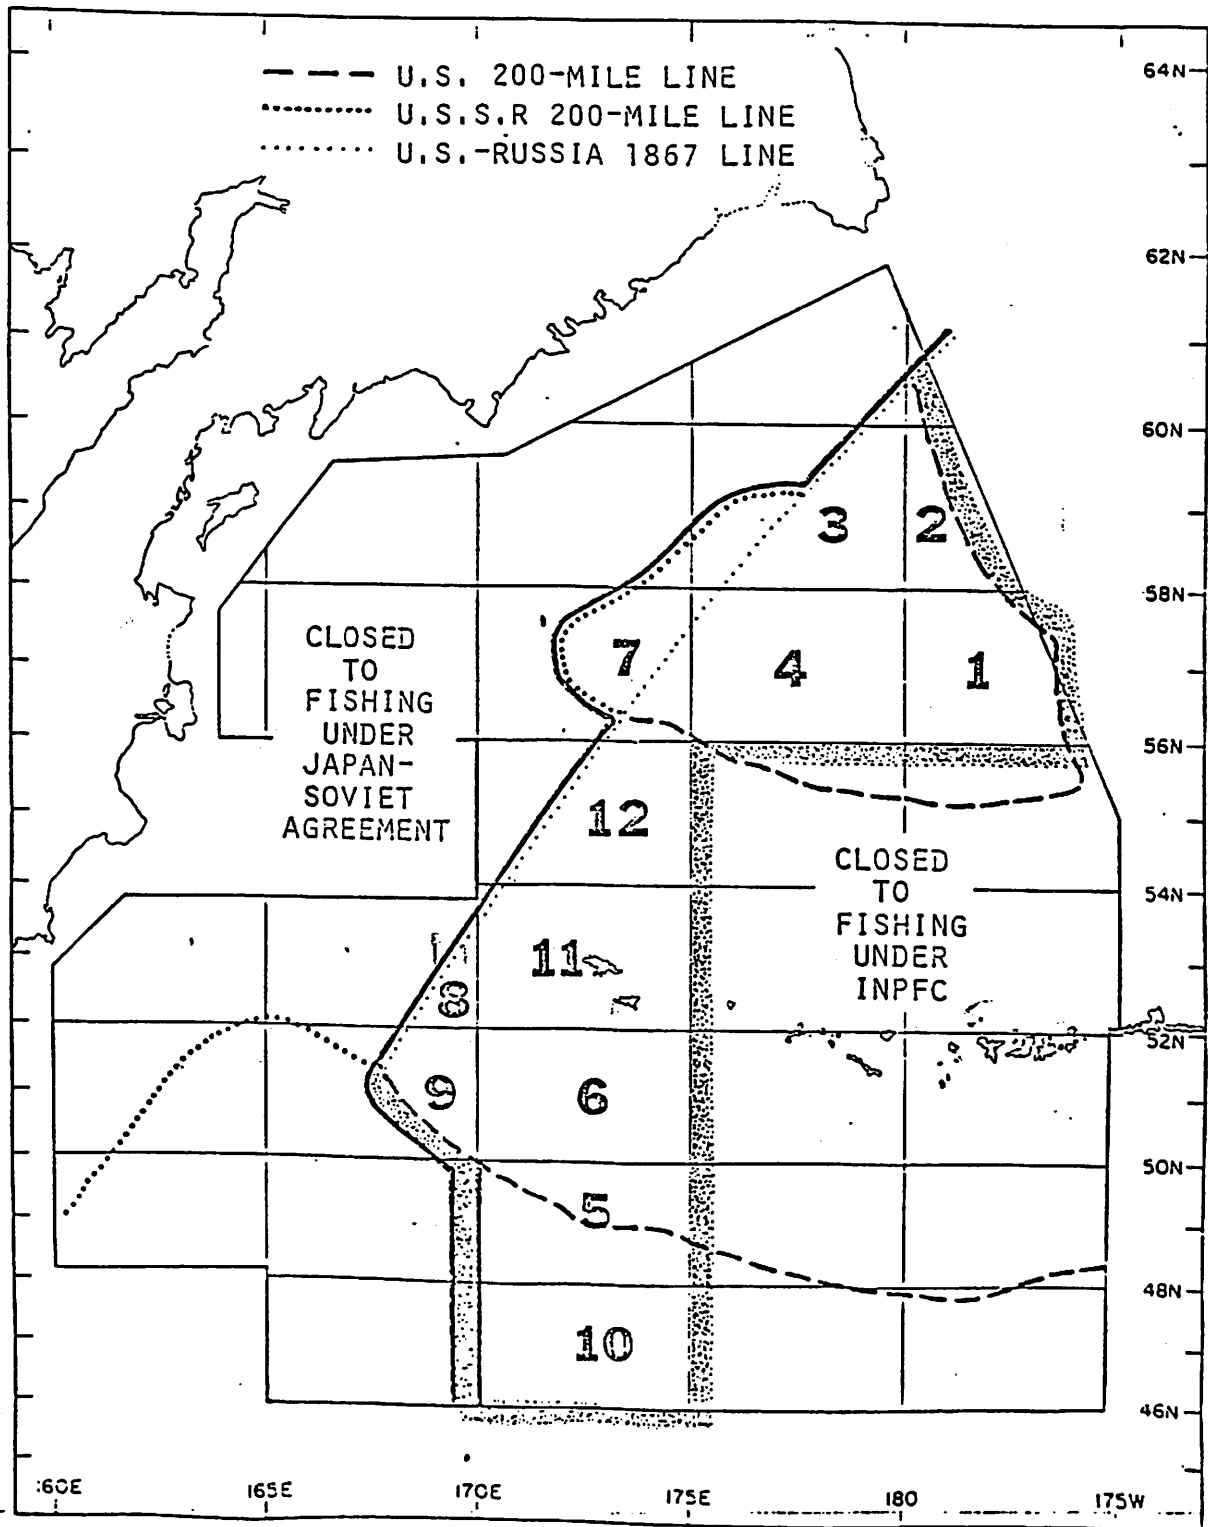 U.S. 200-MILE LINE
U.S.S.R 200-MILE LINE
U.S.-RUSSIA 1867 LINE
64N
62N
60N
3
2
58N
CLOSED
TO
FISHING
UNDER
JAPAN-
SOVIET
AGREEMENT
7
4
1
56N
12
CLOSED
TO
FISHING
UNDER
INPFC
54N
11
8
52N
9
6
50N
5
48N
10
46N
160E
165E
170E
175E
180
175W